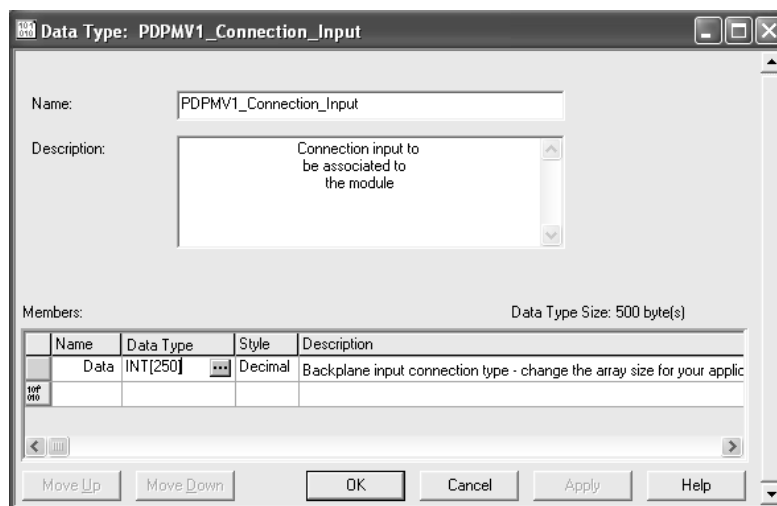 Data Type: PDPMV1_Connection_Input
Name: PDPMV1_Connection_Input
Description: Connection input to
be associated to
the module
Members: Data Type Size: 500 byte(s)
Name Data Type Style Description
Data INT[250] ... Decimal Backplane input connection type - change the array size for your applic
Move Up Move Down OK Cancel Apply Help